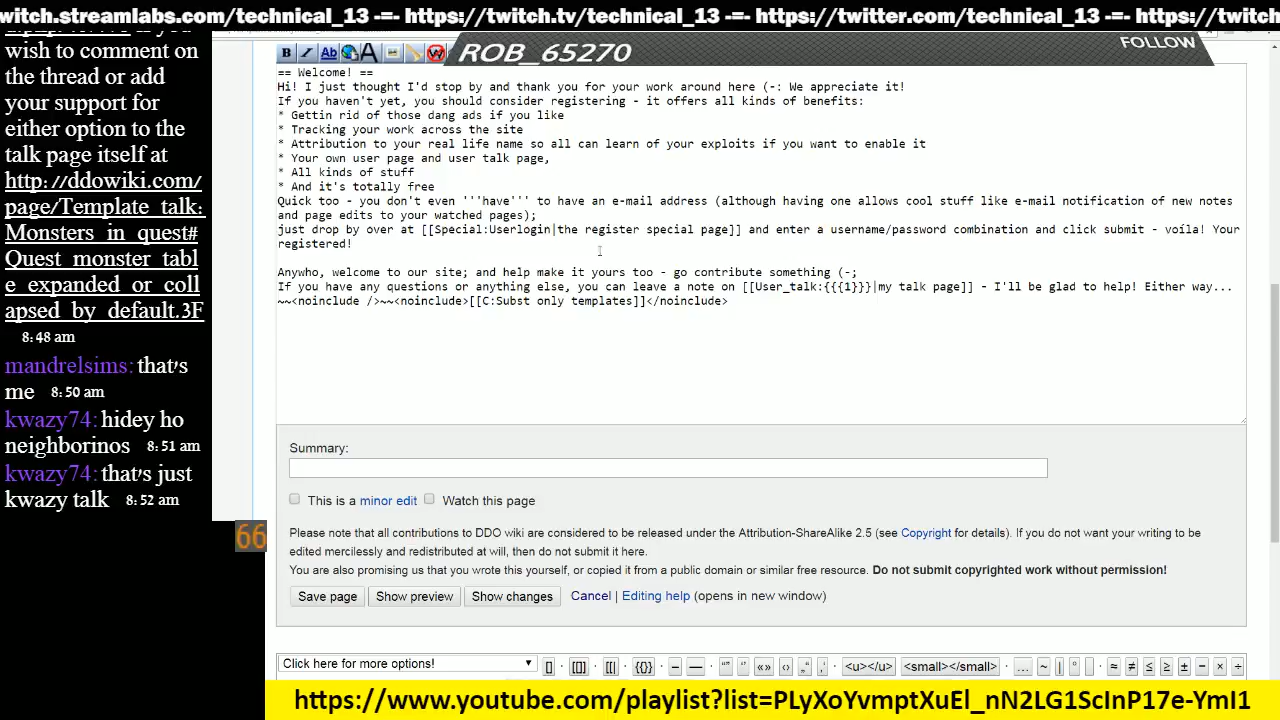 witch.streamlabs.com/technical_13 -=- https://twitch.tv/technical_13 -=- https://twitter.com/technical_13 -=- https://twitch
wish to comment on
the thread or add
your support for
either option to the
talk page itself at
http://ddowiki.com/
page/Template_talk:
Monsters_in_quest#
Quest_monster_tabl
e_expanded_or_coll
apsed_by_default.3F
8:48 am
mandrelsims: that's
me 8:50 am
kwazy74: hidey ho
neighborinos 8:51 am
kwazy74: that's just
kwazy talk 8:52 am
66
ROB_65270
FOLLOW
== Welcome! ==
Hi! I just thought I'd stop by and thank you for your work around here (-: We appreciate it!
If you haven't yet, you should consider registering - it offers all kinds of benefits:
* Gettin rid of those dang ads if you like
* Tracking your work across the site
* Attribution to your real life name so all can learn of your exploits if you want to enable it
* Your own user page and user talk page,
* All kinds of stuff
* And it's totally free
Quick too - you don't even '''have''' to have an e-mail address (although having one allows cool stuff like e-mail notification of new notes
and page edits to your watched pages);
just drop by over at [[Special:Userlogin|the register special page]] and enter a username/password combination and click submit - voíla! Your
registered!
Anywho, welcome to our site; and help make it yours too - go contribute something (-;
If you have any questions or anything else, you can leave a note on [[User_talk:{{{1}}}|my talk page]] - I'll be glad to help! Either way...
~~<noinclude />~~<noinclude>[[C:Subst only templates]]</noinclude>
Summary:
This is a minor edit Watch this page
Please note that all contributions to DDO wiki are considered to be released under the Attribution-ShareAlike 2.5 (see Copyright for details). If you do not want your writing to be
edited mercilessly and redistributed at will, then do not submit it here.
You are also promising us that you wrote this yourself, or copied it from a public domain or similar free resource. Do not submit copyrighted work without permission!
Save page Show preview Show changes Cancel | Editing help (opens in new window)
Click here for more options! [] · [[]] · [[| · {{}} · – — · “” ‘’ «» ‹› „“ ‚‘ · <u></u> · <small></small> · … ~ | ° · ≈ ≠ ≤ ≥ ± − × ÷
https://www.youtube.com/playlist?list=PLyXoYvmptXuEl_nN2LG1ScInP17e-YmI1